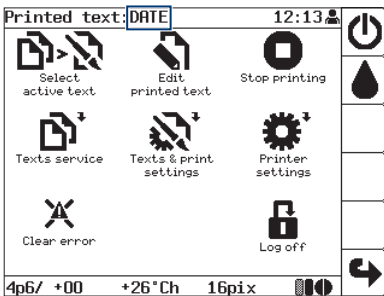 Printed text:DATE 12:13
Select
active text
Edit
printed text
Stop printing
Texts service
Texts & print
settings
Printer
settings
Clear error
Log off
4p6/ +00 +26°Ch 16pix